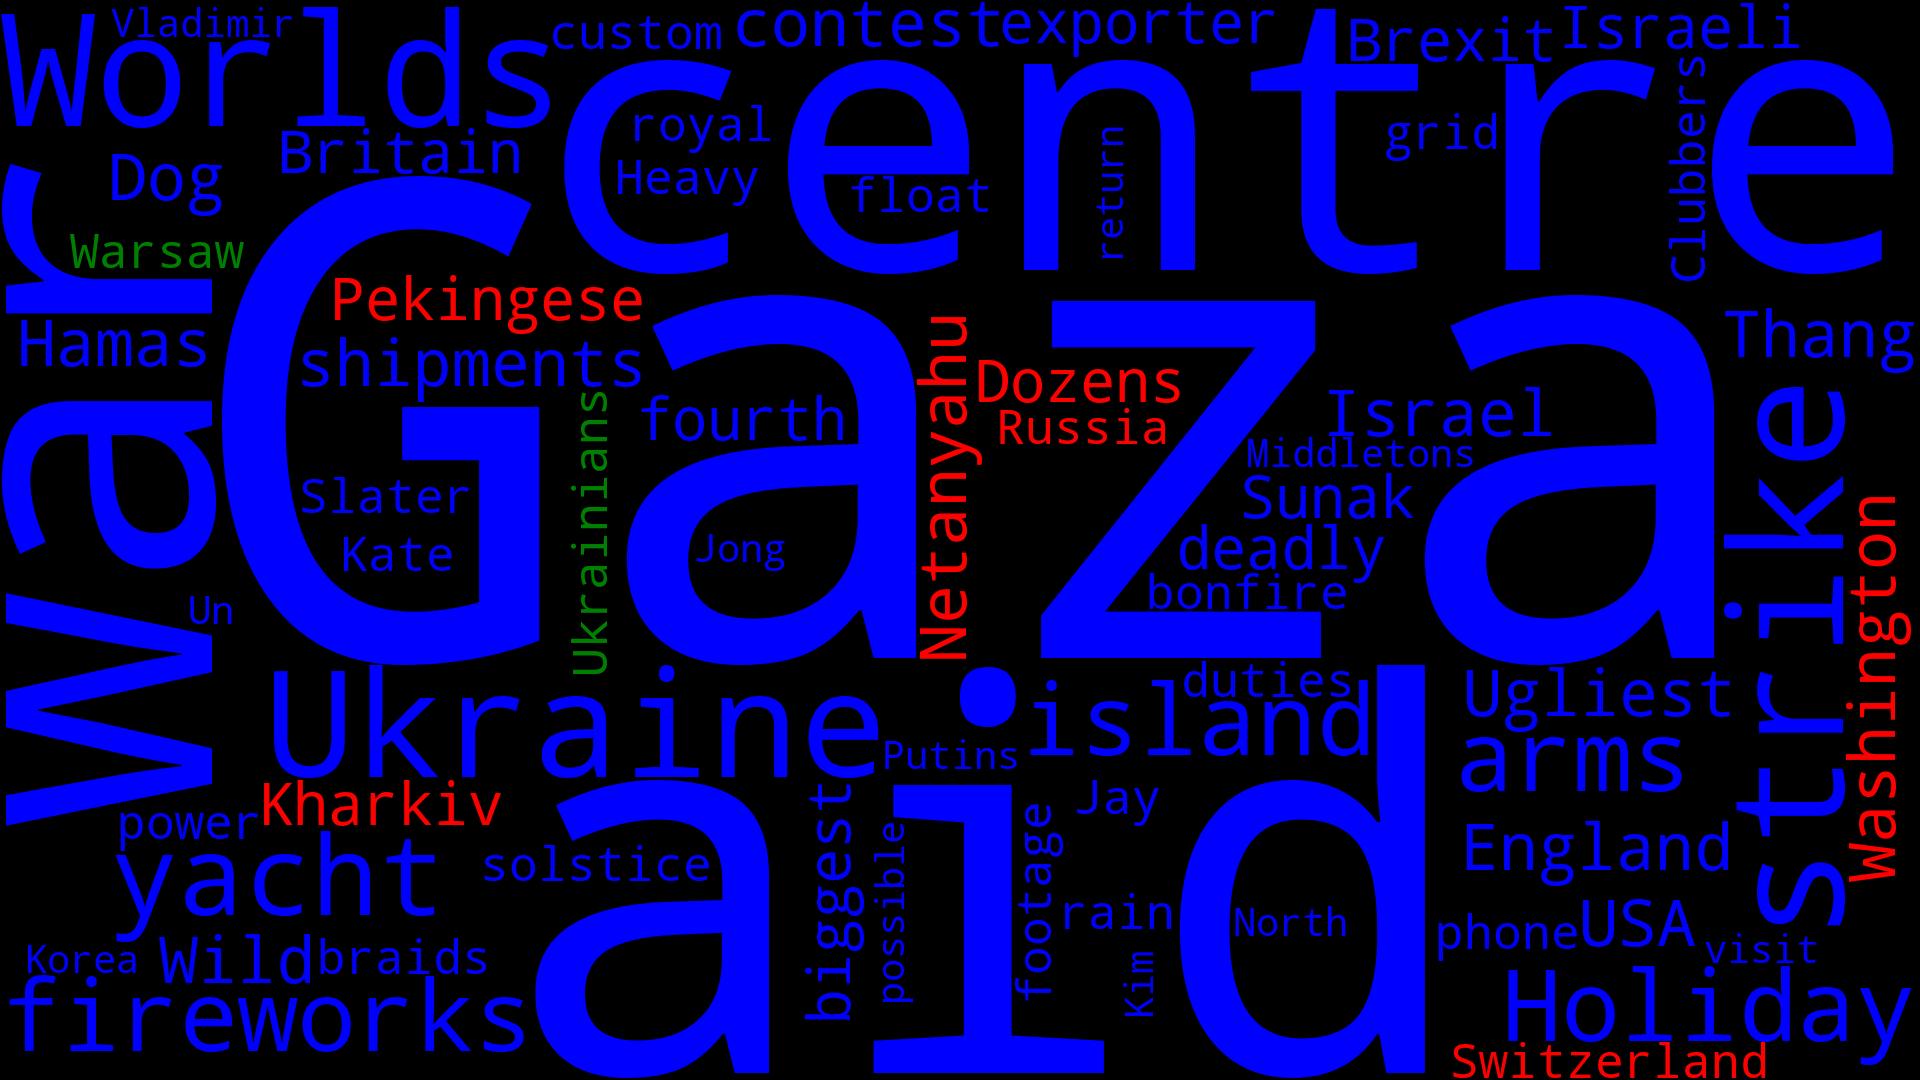 Vladimir
Worlds
custom
contest
exporter
Brexit
Israeli
centre
royal
Heavy
float
return
grid
Clubbers
Britain
Dog
Warsaw
war
Hamas
Gaza
Pekingese
shipments
Ukrainians
fourth
Netanyahu
Dozens
Russia
Israel
Middletons
Sunak
deadly
bonfire
Thang
strike
Washington
Slater
Kate
Jong
Un
Ukraine
Putins
island
duties
Ugliest
arms
aid
Kharkiv
power
yacht
solstice
biggest
possible
footage
Jay
rain
Kim
North
England
phone
USA
visit
Korea
Wild
braids
fireworks
Holiday
Switzerland